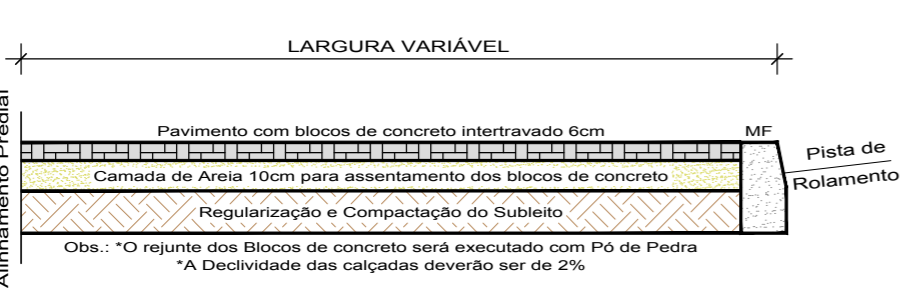 LARGURA VARIÁVEL
Alinhamento Predial
Pavimento com blocos de concreto intertravado 6cm
MF
Pista de
Rolamento
Camada de Areia 10cm para assentamento dos blocos de concreto
Regularização e Compactação do Subleito
Obs.: *O rejunte dos Blocos de concreto será executado com Pó de Pedra
*A Declividade das calçadas deverão ser de 2%